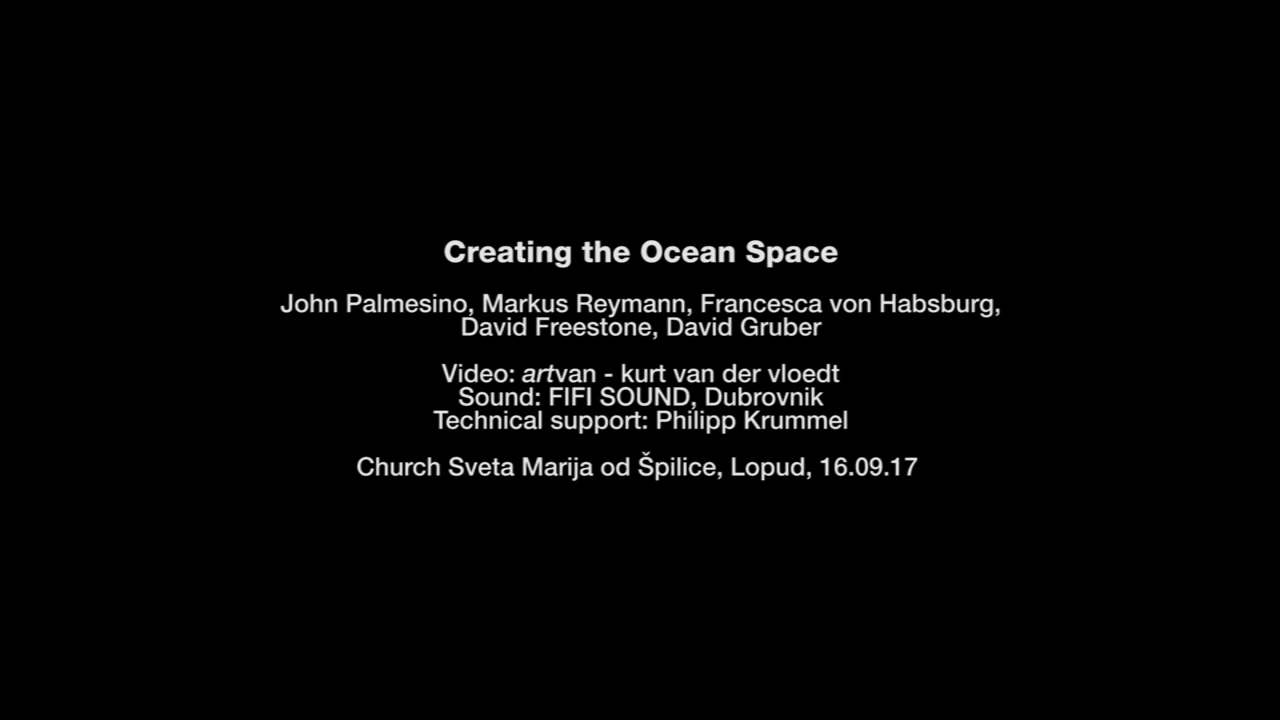 Creating the Ocean Space
John Palmesino, Markus Reymann, Francesca von Habsburg,
David Freestone, David Gruber
Video: artvan - kurt van der vloedt
Sound: FIFI SOUND, Dubrovnik
Technical support: Philipp Krummel
Church Sveta Marija od Špilice, Lopud, 16.09.17